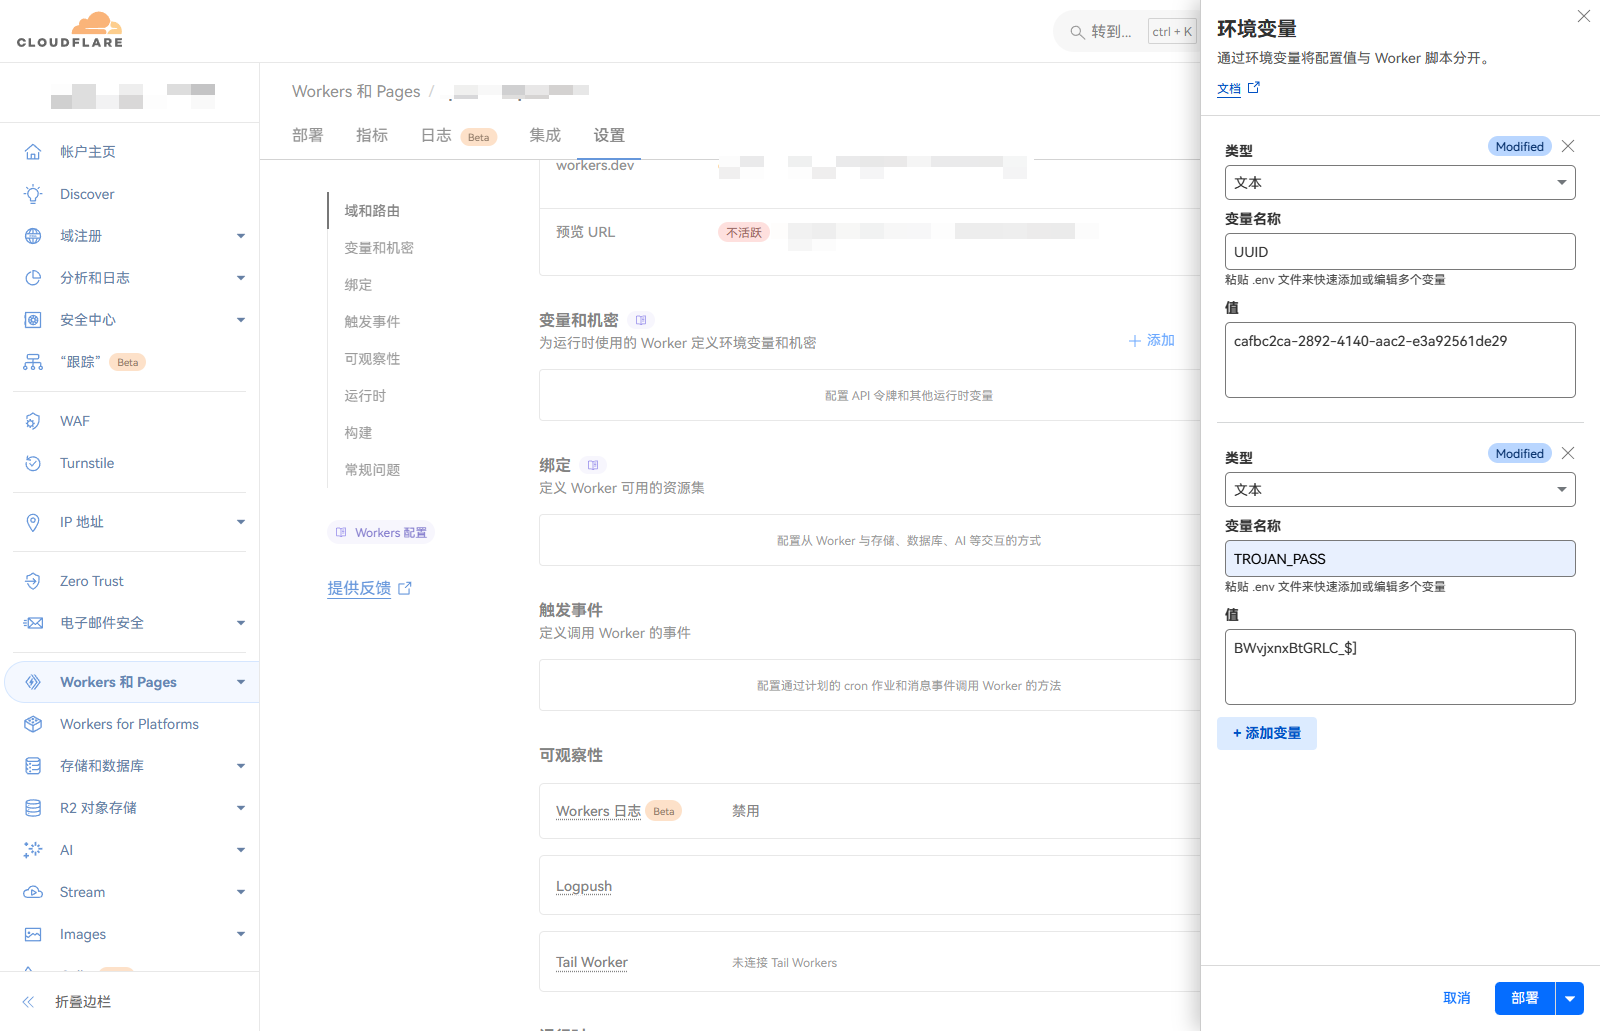 CLOUDFLARE
转到...
ctrl + K
帐户主页
Discover
域注册
分析和日志
安全中心
“跟踪” Beta
WAF
Turnstile
IP 地址
Zero Trust
电子邮件安全
Workers 和 Pages
Workers for Platforms
存储和数据库
R2 对象存储
AI
Stream
Images
折叠边栏
Workers 和 Pages /
部署 指标 日志 Beta 集成 设置
域和路由
变量和机密
绑定
触发事件
可观察性
运行时
构建
常规问题
Workers 配置
提供反馈
workers.dev
预览 URL 不活跃
变量和机密
为运行时使用的 Worker 定义环境变量和机密
添加
配置 API 令牌和其他运行时变量
绑定
定义 Worker 可用的资源集
配置从 Worker 与存储、数据库、AI 等交互的方式
触发事件
定义调用 Worker 的事件
配置通过计划的 cron 作业和消息事件调用 Worker 的方法
可观察性
Workers 日志 Beta 禁用
Logpush
Tail Worker 未连接 Tail Workers
环境变量
通过环境变量将配置值与 Worker 脚本分开。
文档
类型 Modified
文本
变量名称
UUID
粘贴 .env 文件来快速添加或编辑多个变量
值
cafbc2ca-2892-4140-aac2-e3a92561de29
类型 Modified
文本
变量名称
TROJAN_PASS
粘贴 .env 文件来快速添加或编辑多个变量
值
BWvjxnxBtGRLC_$]
+ 添加变量
取消 部署